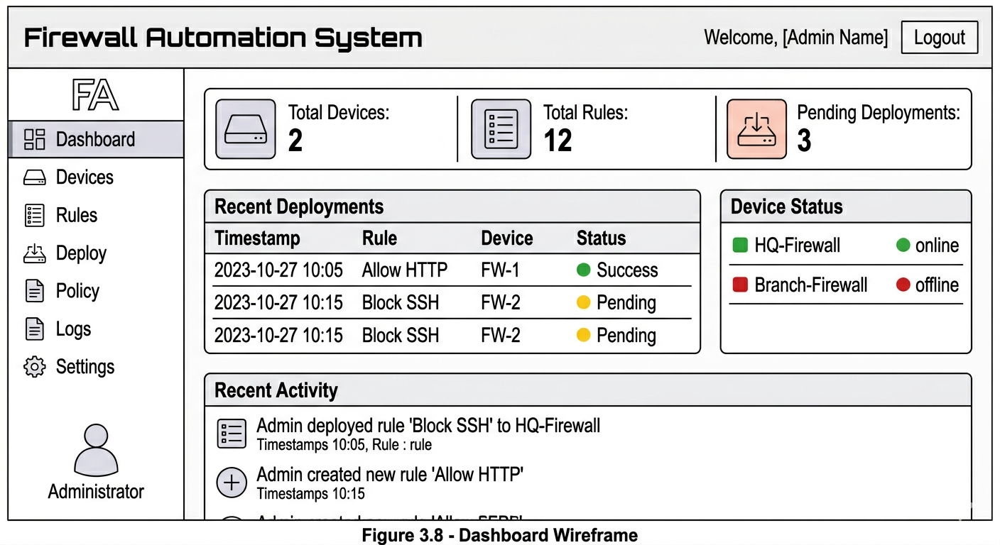 Firewall Automation System
Welcome, [Admin Name]
Logout
FA
Dashboard
Devices
Rules
Deploy
Policy
Logs
Settings
Administrator
Total Devices:
2
Total Rules:
12
Pending Deployments:
3
Recent Deployments
Timestamp Rule Device Status
2023-10-27 10:05 Allow HTTP FW-1 Success
2023-10-27 10:15 Block SSH FW-2 Pending
2023-10-27 10:15 Block SSH FW-2 Pending
Device Status
HQ-Firewall online
Branch-Firewall offline
Recent Activity
Admin deployed rule 'Block SSH' to HQ-Firewall
Timestamps 10:05, Rule : rule
Admin created new rule 'Allow HTTP'
Timestamps 10:15
Admin created new rule 'Allow
Figure 3.8 - Dashboard Wireframe